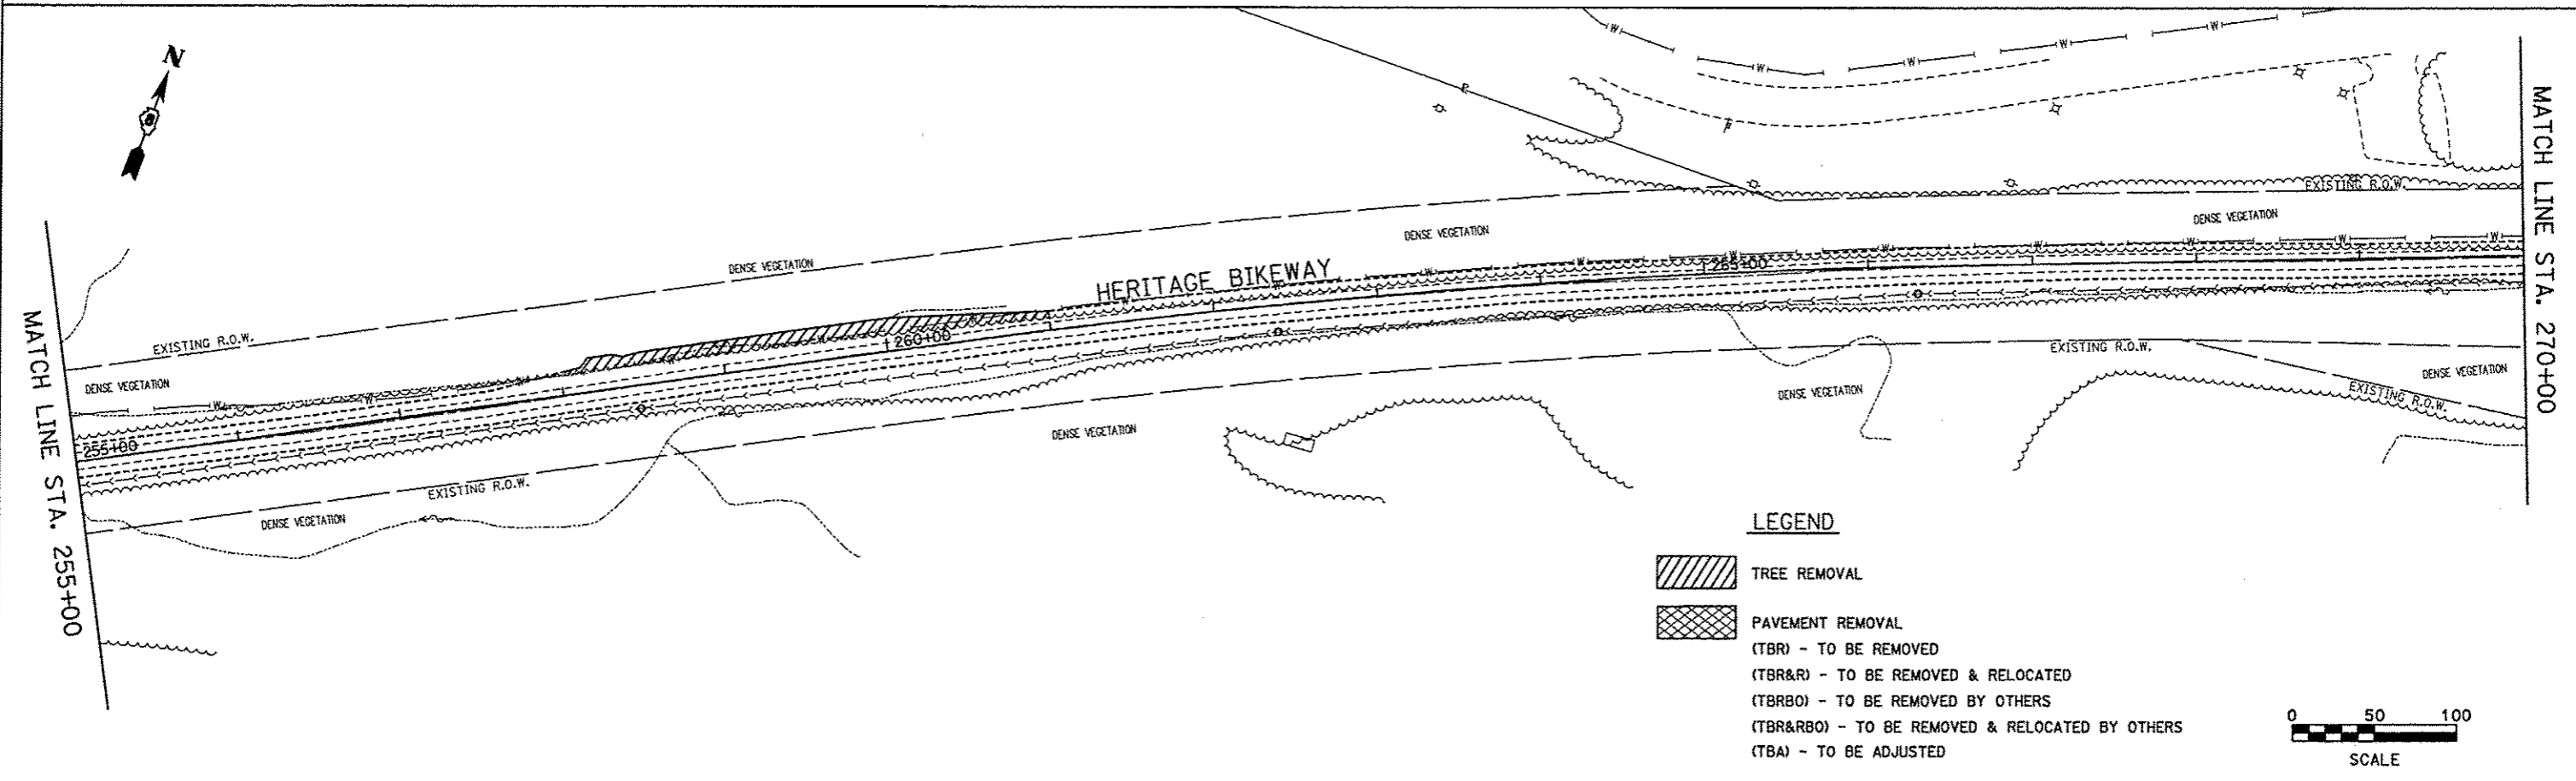 N
MATCH LINE STA. 255+00
MATCH LINE STA. 270+00
EXISTING R.O.W.
DENSE VEGETATION
DENSE VEGETATION
DENSE VEGETATION
DENSE VEGETATION
EXISTING R.O.W.
HERITAGE BIKEWAY
255+00
260+00
265+00
EXISTING R.O.W.
DENSE VEGETATION
DENSE VEGETATION
DENSE VEGETATION
EXISTING R.O.W.
EXISTING R.O.W.
DENSE VEGETATION
W W W W W
P
W W W W W W W W
W W
LEGEND
TREE REMOVAL
PAVEMENT REMOVAL
(TBR) - TO BE REMOVED
(TBR&R) - TO BE REMOVED & RELOCATED
(TBRBO) - TO BE REMOVED BY OTHERS
(TBR&RBO) - TO BE REMOVED & RELOCATED BY OTHERS
(TBA) - TO BE ADJUSTED
0 50 100
SCALE